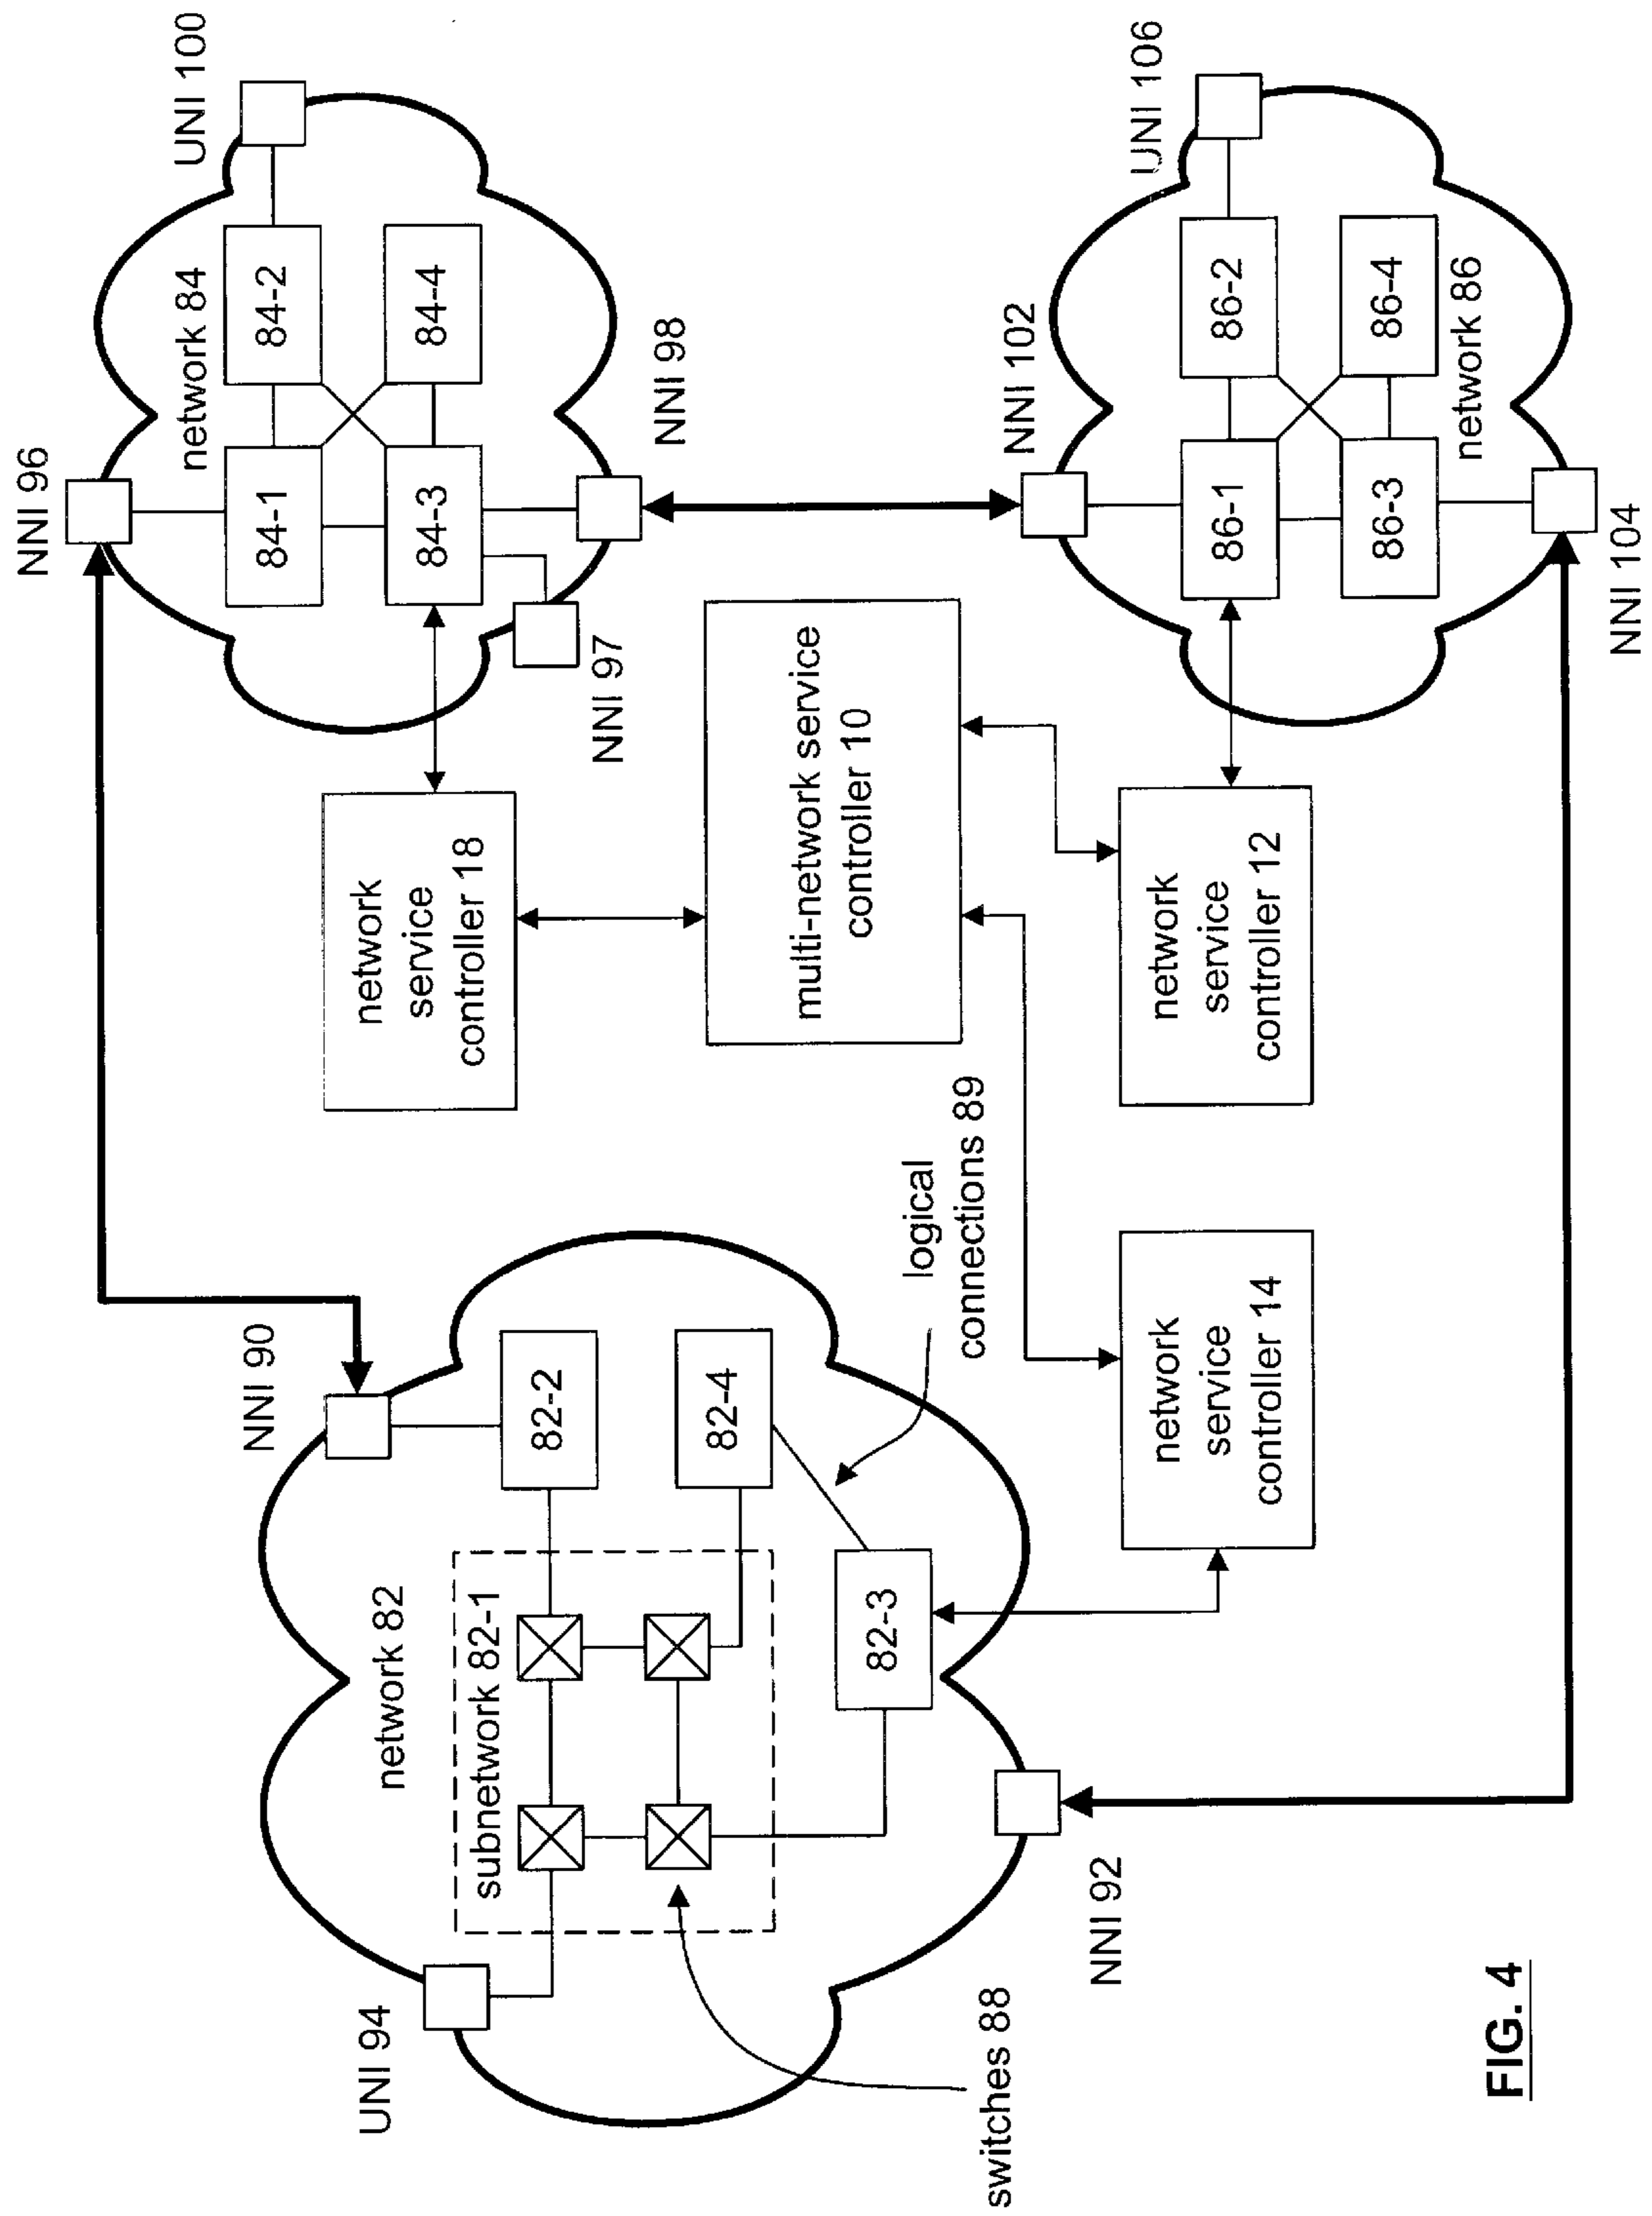 UNI 94
network 82
subnetwork 82-1
82-2
82-4
82-3
NNI 90
NNI 92
switches 88
logical
connections 89
NNI 96
network 84
84-1
84-2
84-3
84-4
UNI 100
NNI 97
NNI 98
network
service
controller 18
multi-network service
controller 10
network
service
controller 14
network
service
controller 12
NNI 102
UNI 106
86-1
86-2
86-3
86-4
network 86
NNI 104
FIG. 4